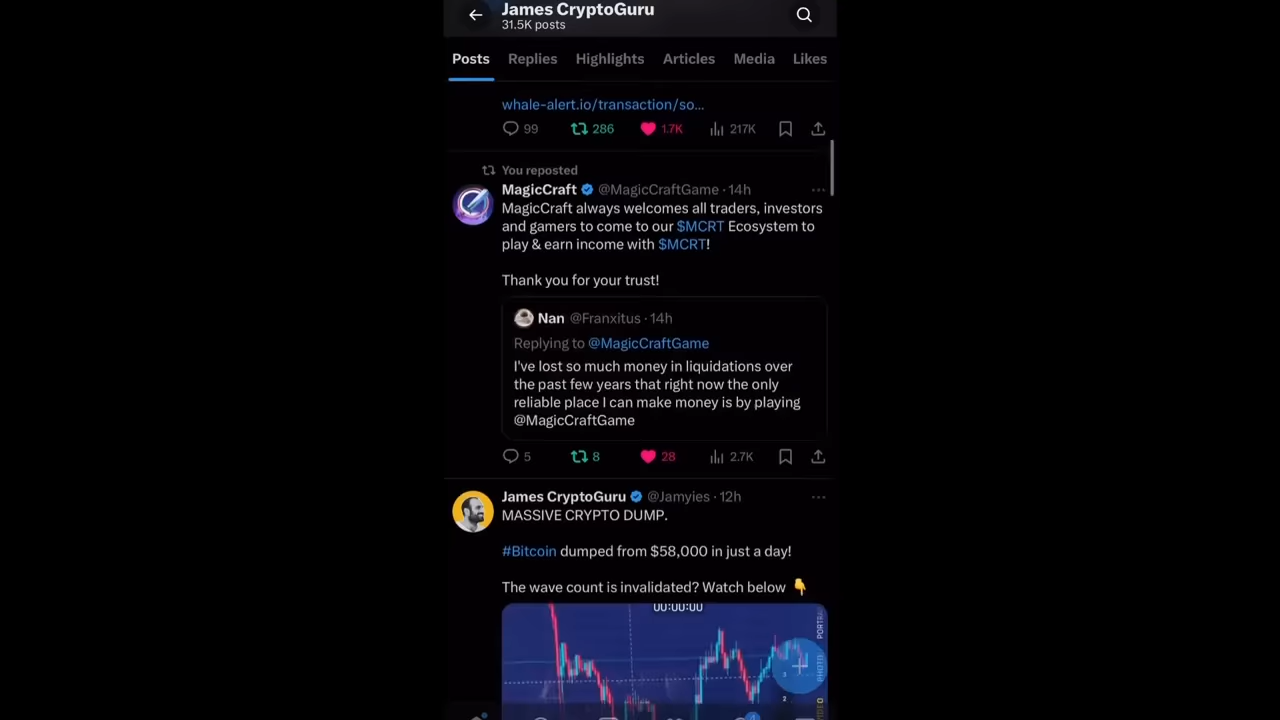 James CryptoGuru
31.5K posts
Posts Replies Highlights Articles Media Likes
whale-alert.io/transaction/so...
99 286 1.7K 217K
You reposted
MagicCraft @MagicCraftGame · 14h
MagicCraft always welcomes all traders, investors
and gamers to come to our $MCRT Ecosystem to
play & earn income with $MCRT!
Thank you for your trust!
Nan @Franxitus · 14h
Replying to @MagicCraftGame
I've lost so much money in liquidations over
the past few years that right now the only
reliable place I can make money is by playing
@MagicCraftGame
5 8 28 2.7K
James CryptoGuru @Jamyies · 12h
MASSIVE CRYPTO DUMP.
#Bitcoin dumped from $58,000 in just a day!
The wave count is invalidated? Watch below 👇
00:00:00
PHOTO
3
2